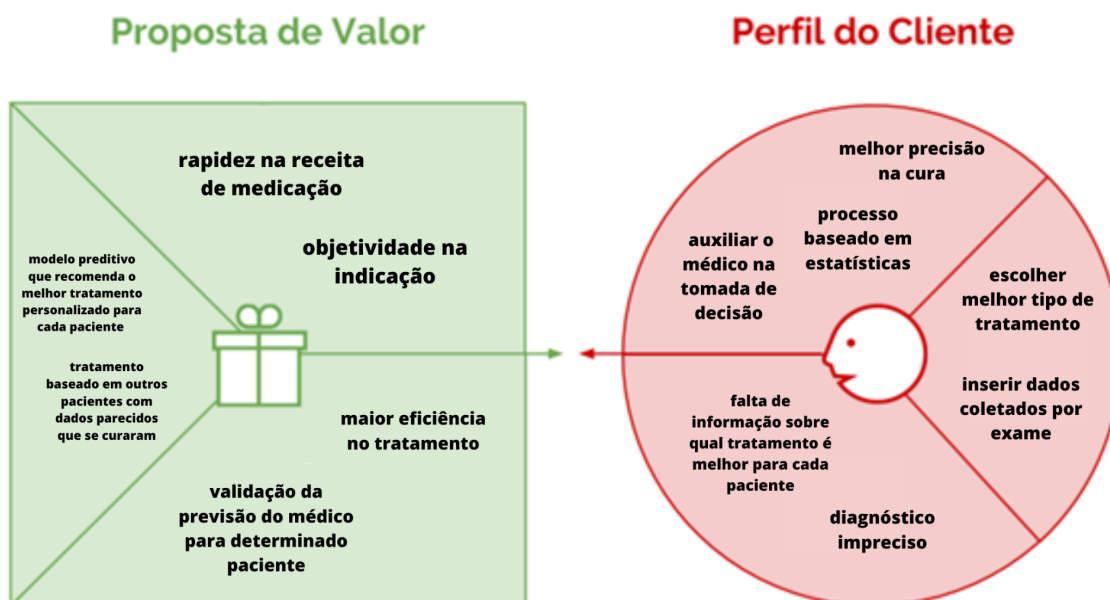 Proposta de Valor
rapidez na receita
de medicação
objetividade na
indicação
modelo preditivo
que recomenda o
melhor tratamento
personalizado para
cada paciente
tratamento
baseado em outros
pacientes com
dados parecidos
que se curaram
maior eficiência
no tratamento
validação da
previsão do médico
para determinado
paciente
Perfil do Cliente
melhor precisão
na cura
processo
baseado em
estatísticas
auxiliar o
médico na
tomada de
decisão
escolher
melhor tipo de
tratamento
inserir dados
coletados por
exame
falta de
informação sobre
qual tratamento é
melhor para cada
paciente
diagnóstico
impreciso